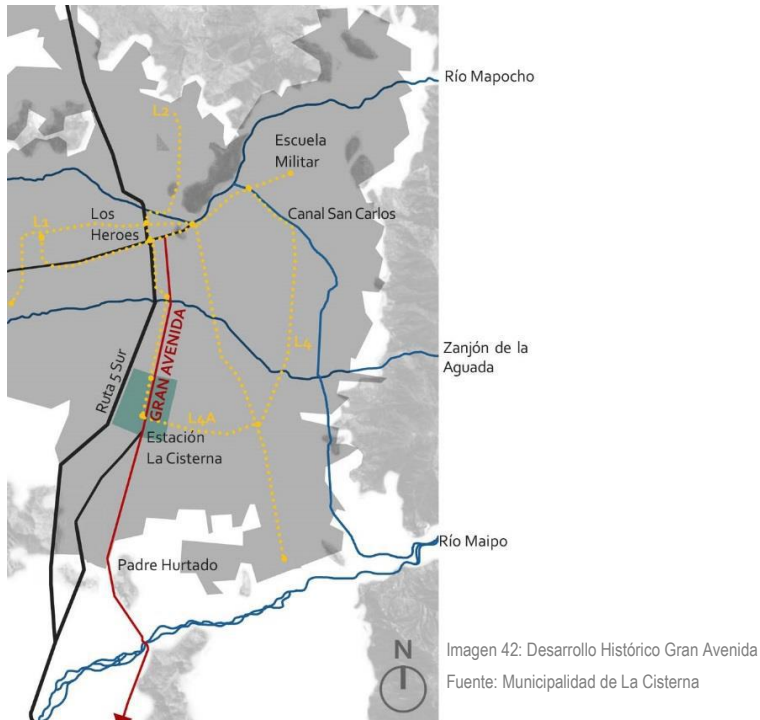 Río Mapocho
L2
Escuela
Militar
Los
Heroes
L1
Canal San Carlos
GRAN AVENIDA
Ruta 5 Sur
L4
Zanjón de la
Aguada
L4A
Estación
La Cisterna
Río Maipo
Padre Hurtado
N
Imagen 42: Desarrollo Histórico Gran Avenida
Fuente: Municipalidad de La Cisterna